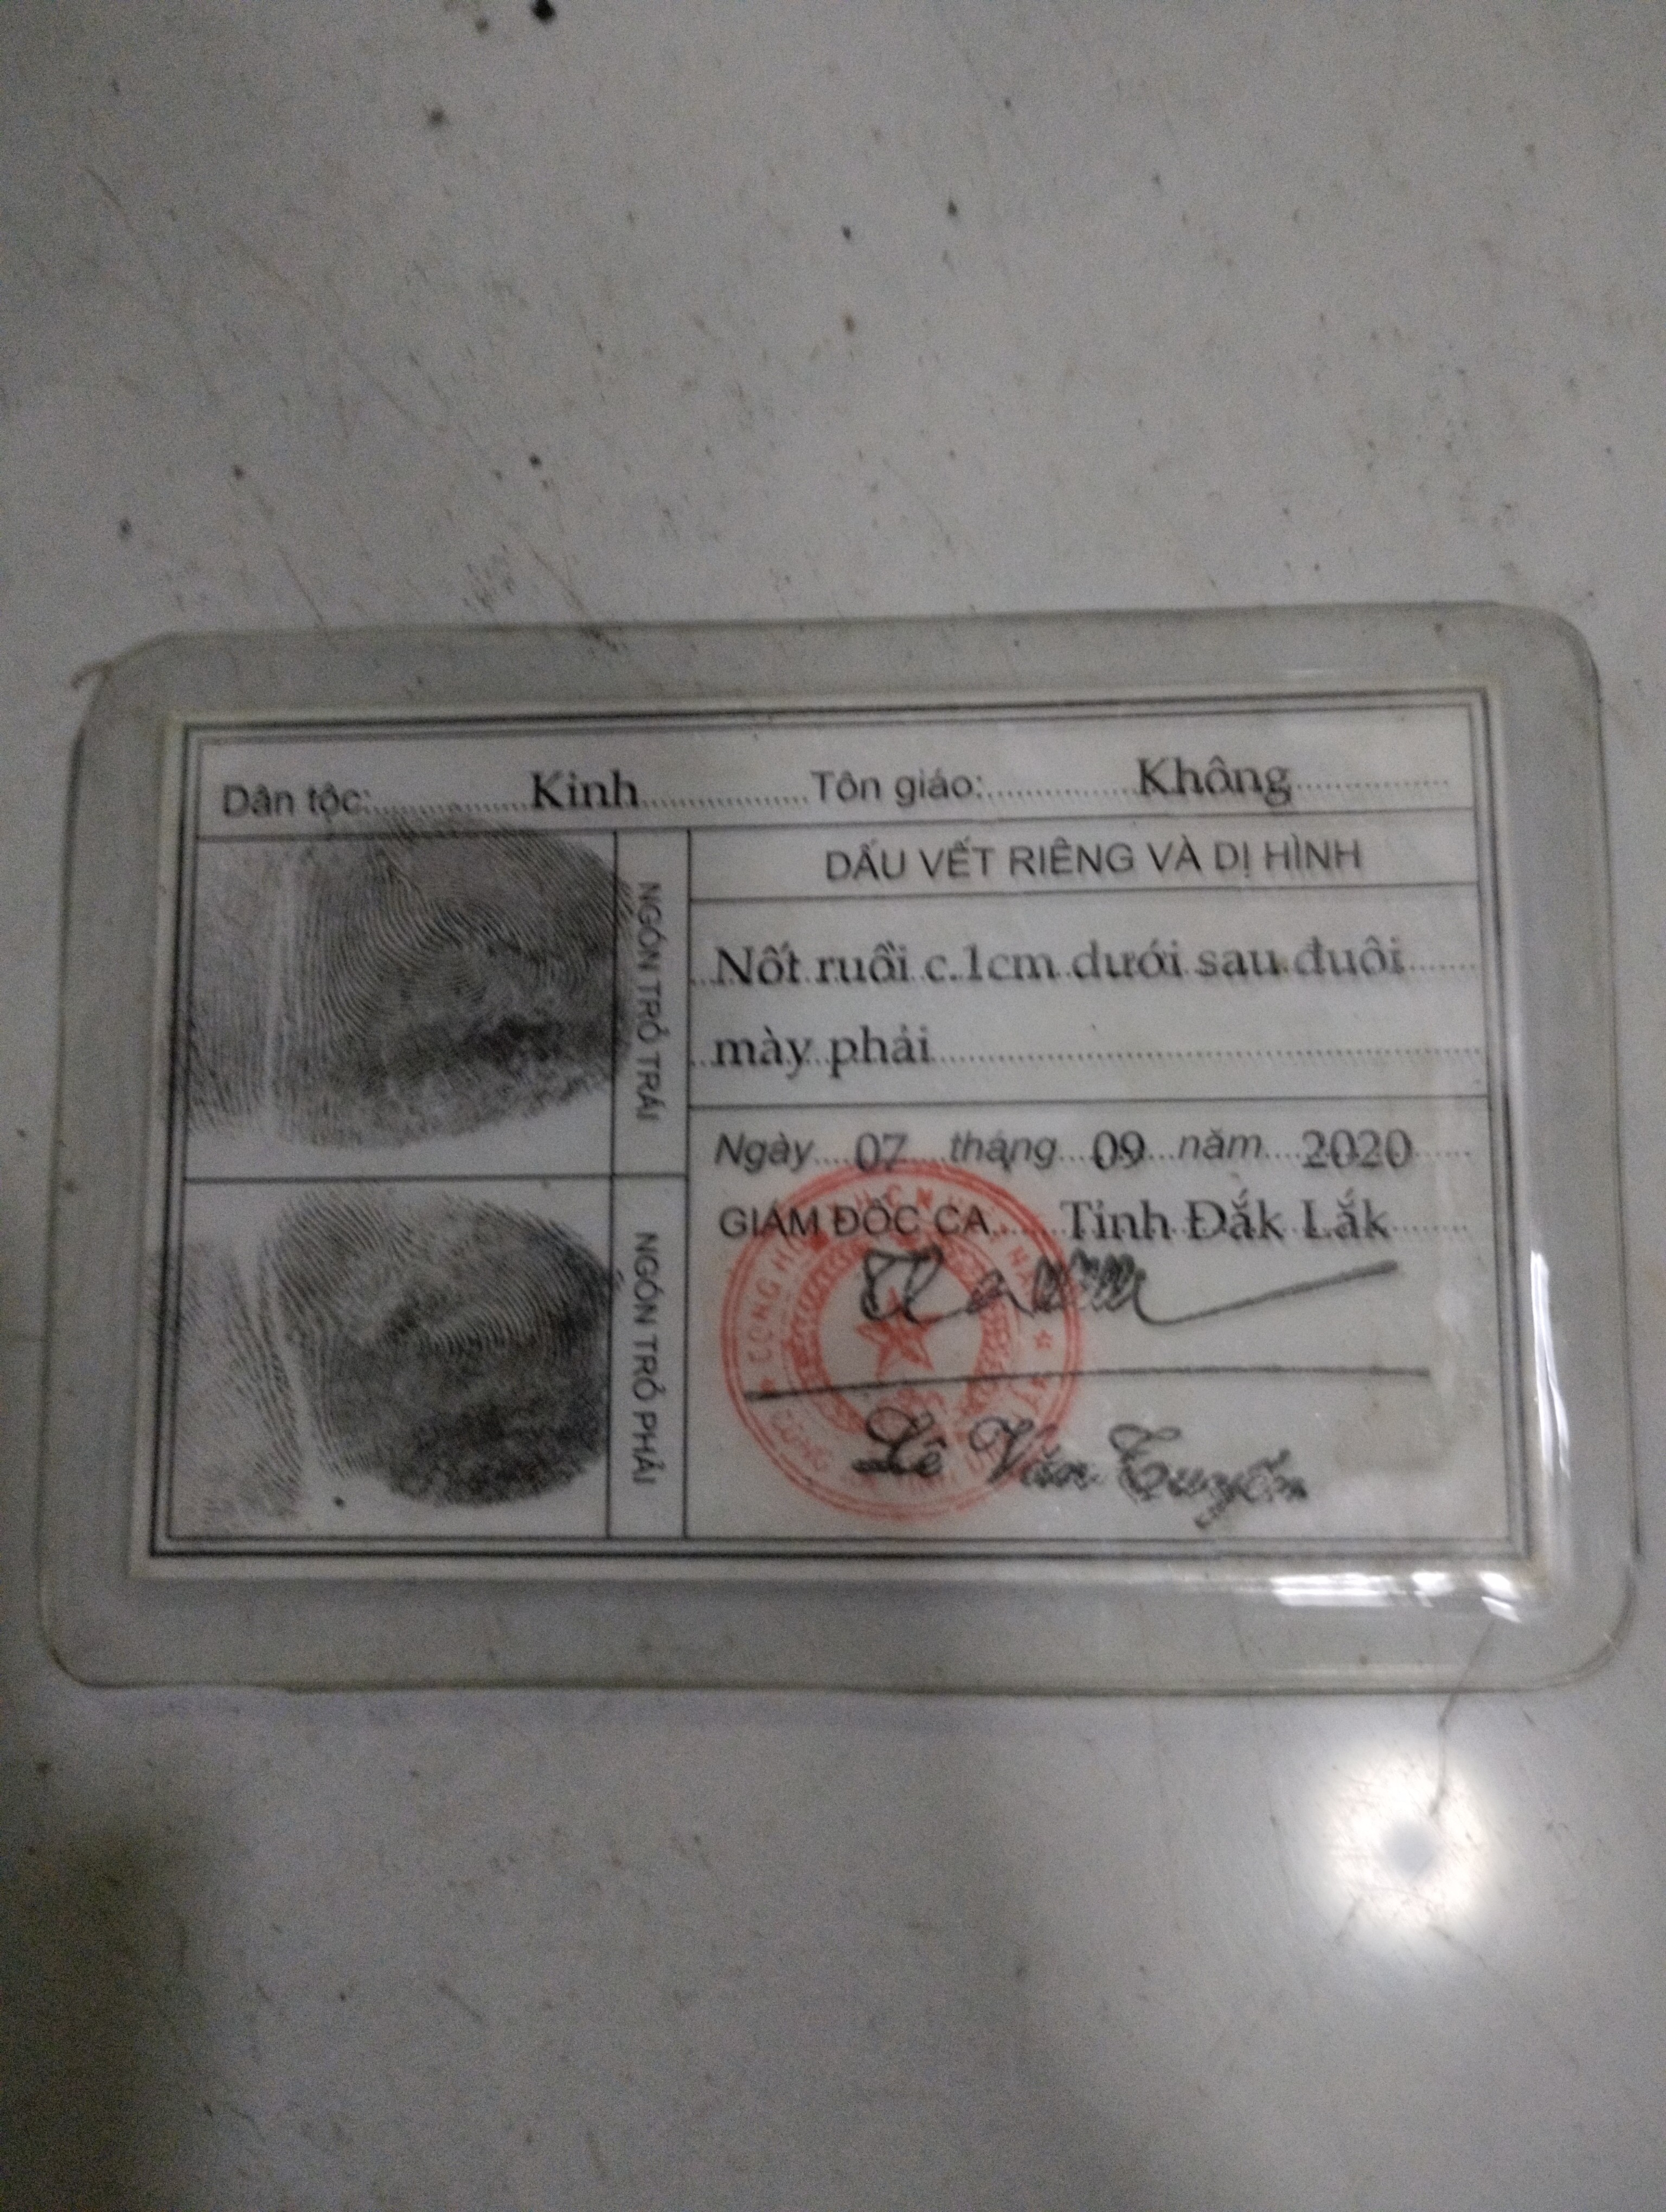 Dân tộc: Kinh Tôn giáo: Không
NGÓN TRỎ TRÁI
NGÓN TRỎ PHẢI
DẤU VẾT RIÊNG VÀ DỊ HÌNH
Nốt ruồi c.1cm dưới sau đuôi
mày phải
Ngày 07 tháng 09 năm 2020
GIÁM ĐỐC CA Tỉnh Đắk Lắk
Lê Văn Tuyến